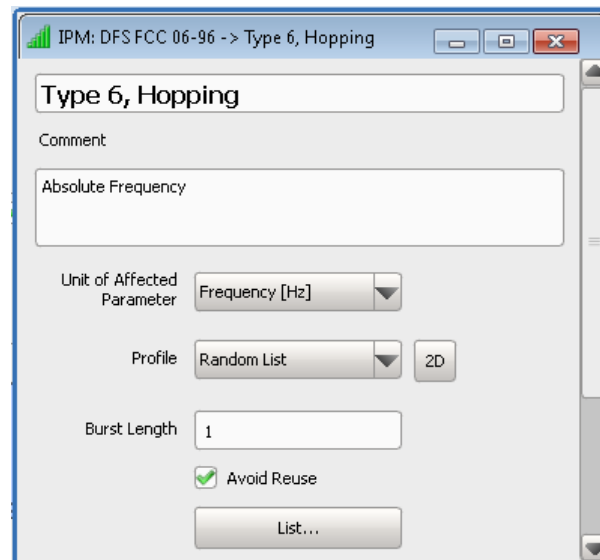 IPM: DFS FCC 06-96 -> Type 6, Hopping
Type 6, Hopping
Comment
Absolute Frequency
Unit of Affected
Parameter
Frequency [Hz]
Profile
Random List
2D
Burst Length
1
Avoid Reuse
List...